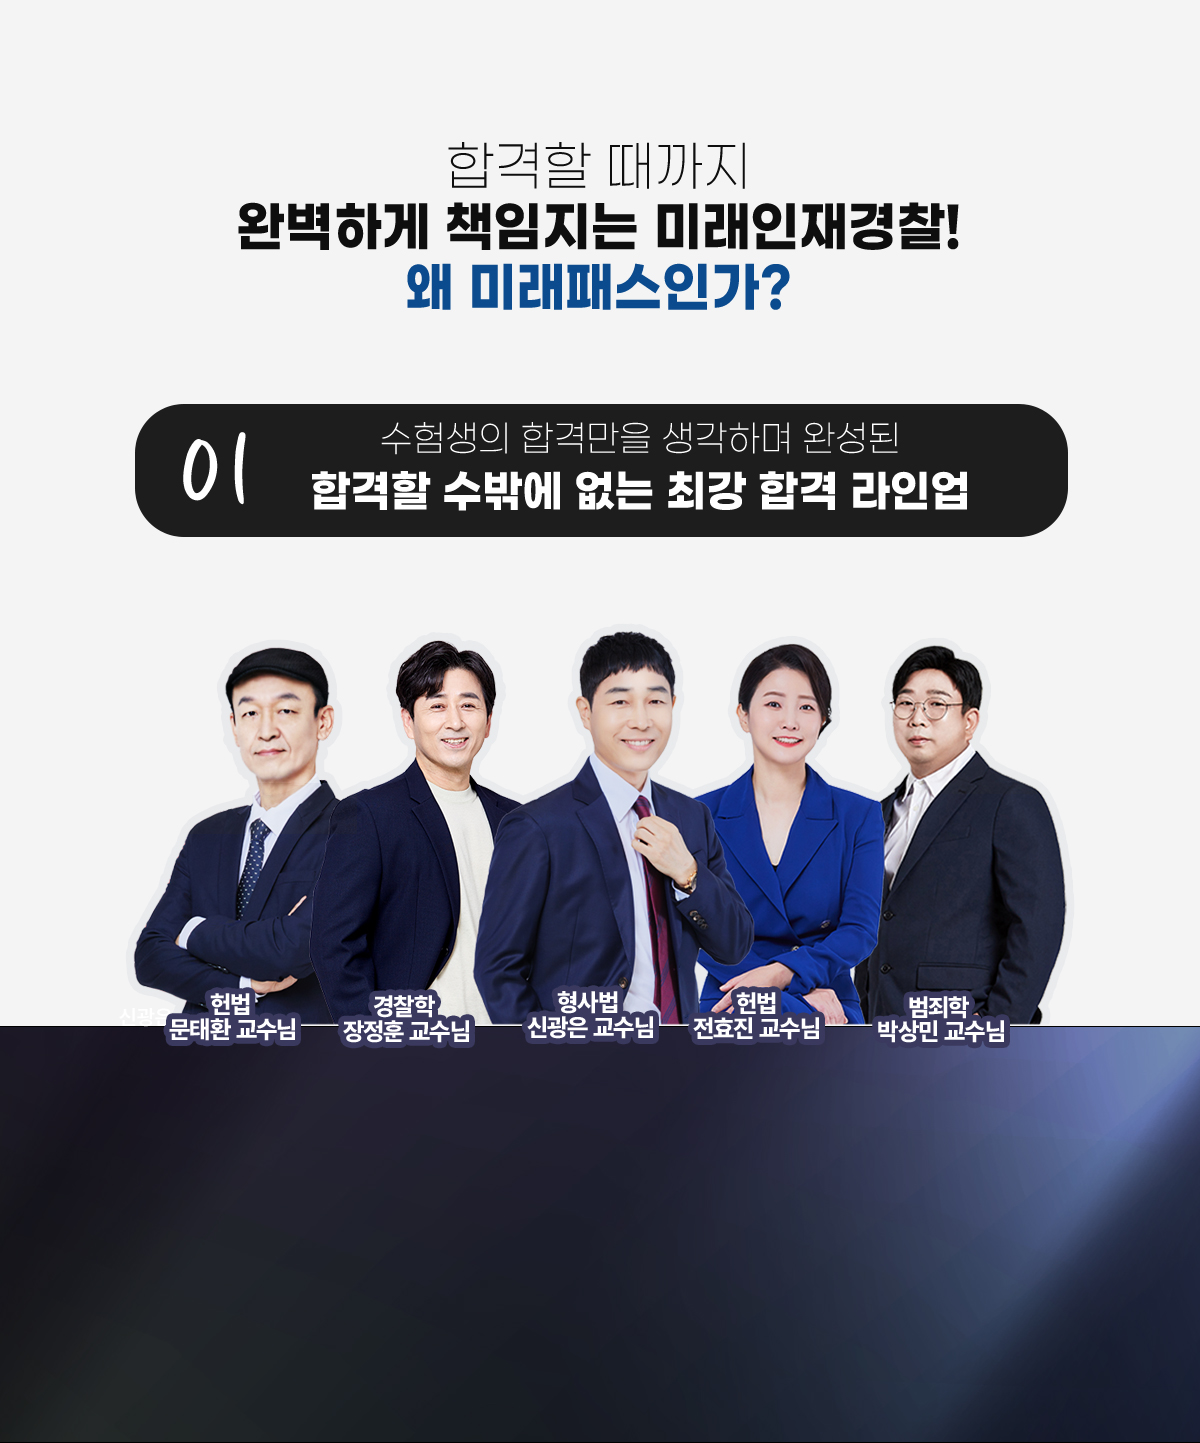 합격할 때까지
완벽하게 책임지는 미래인재경찰!
왜 미래패스인가?
01
수험생의 합격만을 생각하며 완성된
합격할 수밖에 없는 최강 합격 라인업
헌법
문태환 교수님
경찰학
장정훈 교수님
형사법
신광은 교수님
헌법
전효진 교수님
범죄학
박상민 교수님